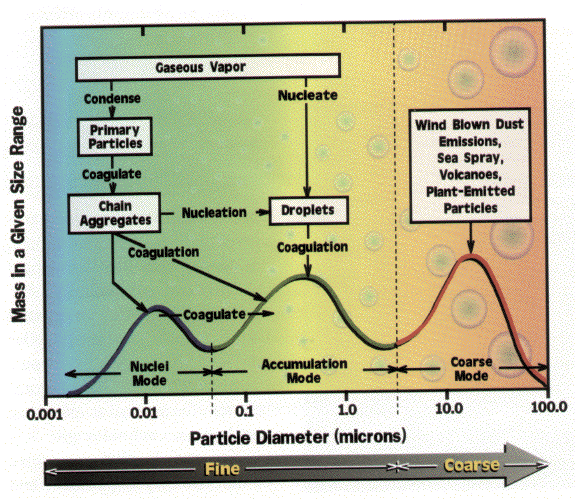 Mass in a Given Size Range
Gaseous Vapor
Condense
Nucleate
Primary
Particles
Coagulate
Chain
Aggregates
Nucleation
Droplets
Wind Blown Dust
Emissions,
Sea Spray,
Volcanoes,
Plant-Emitted
Particles
Coagulation
Coagulation
Coagulate
Nuclei
Mode
Accumulation
Mode
Coarse
Mode
0.001
0.01
0.1
1.0
10.0
100.0
Particle Diameter (microns)
Fine
Coarse